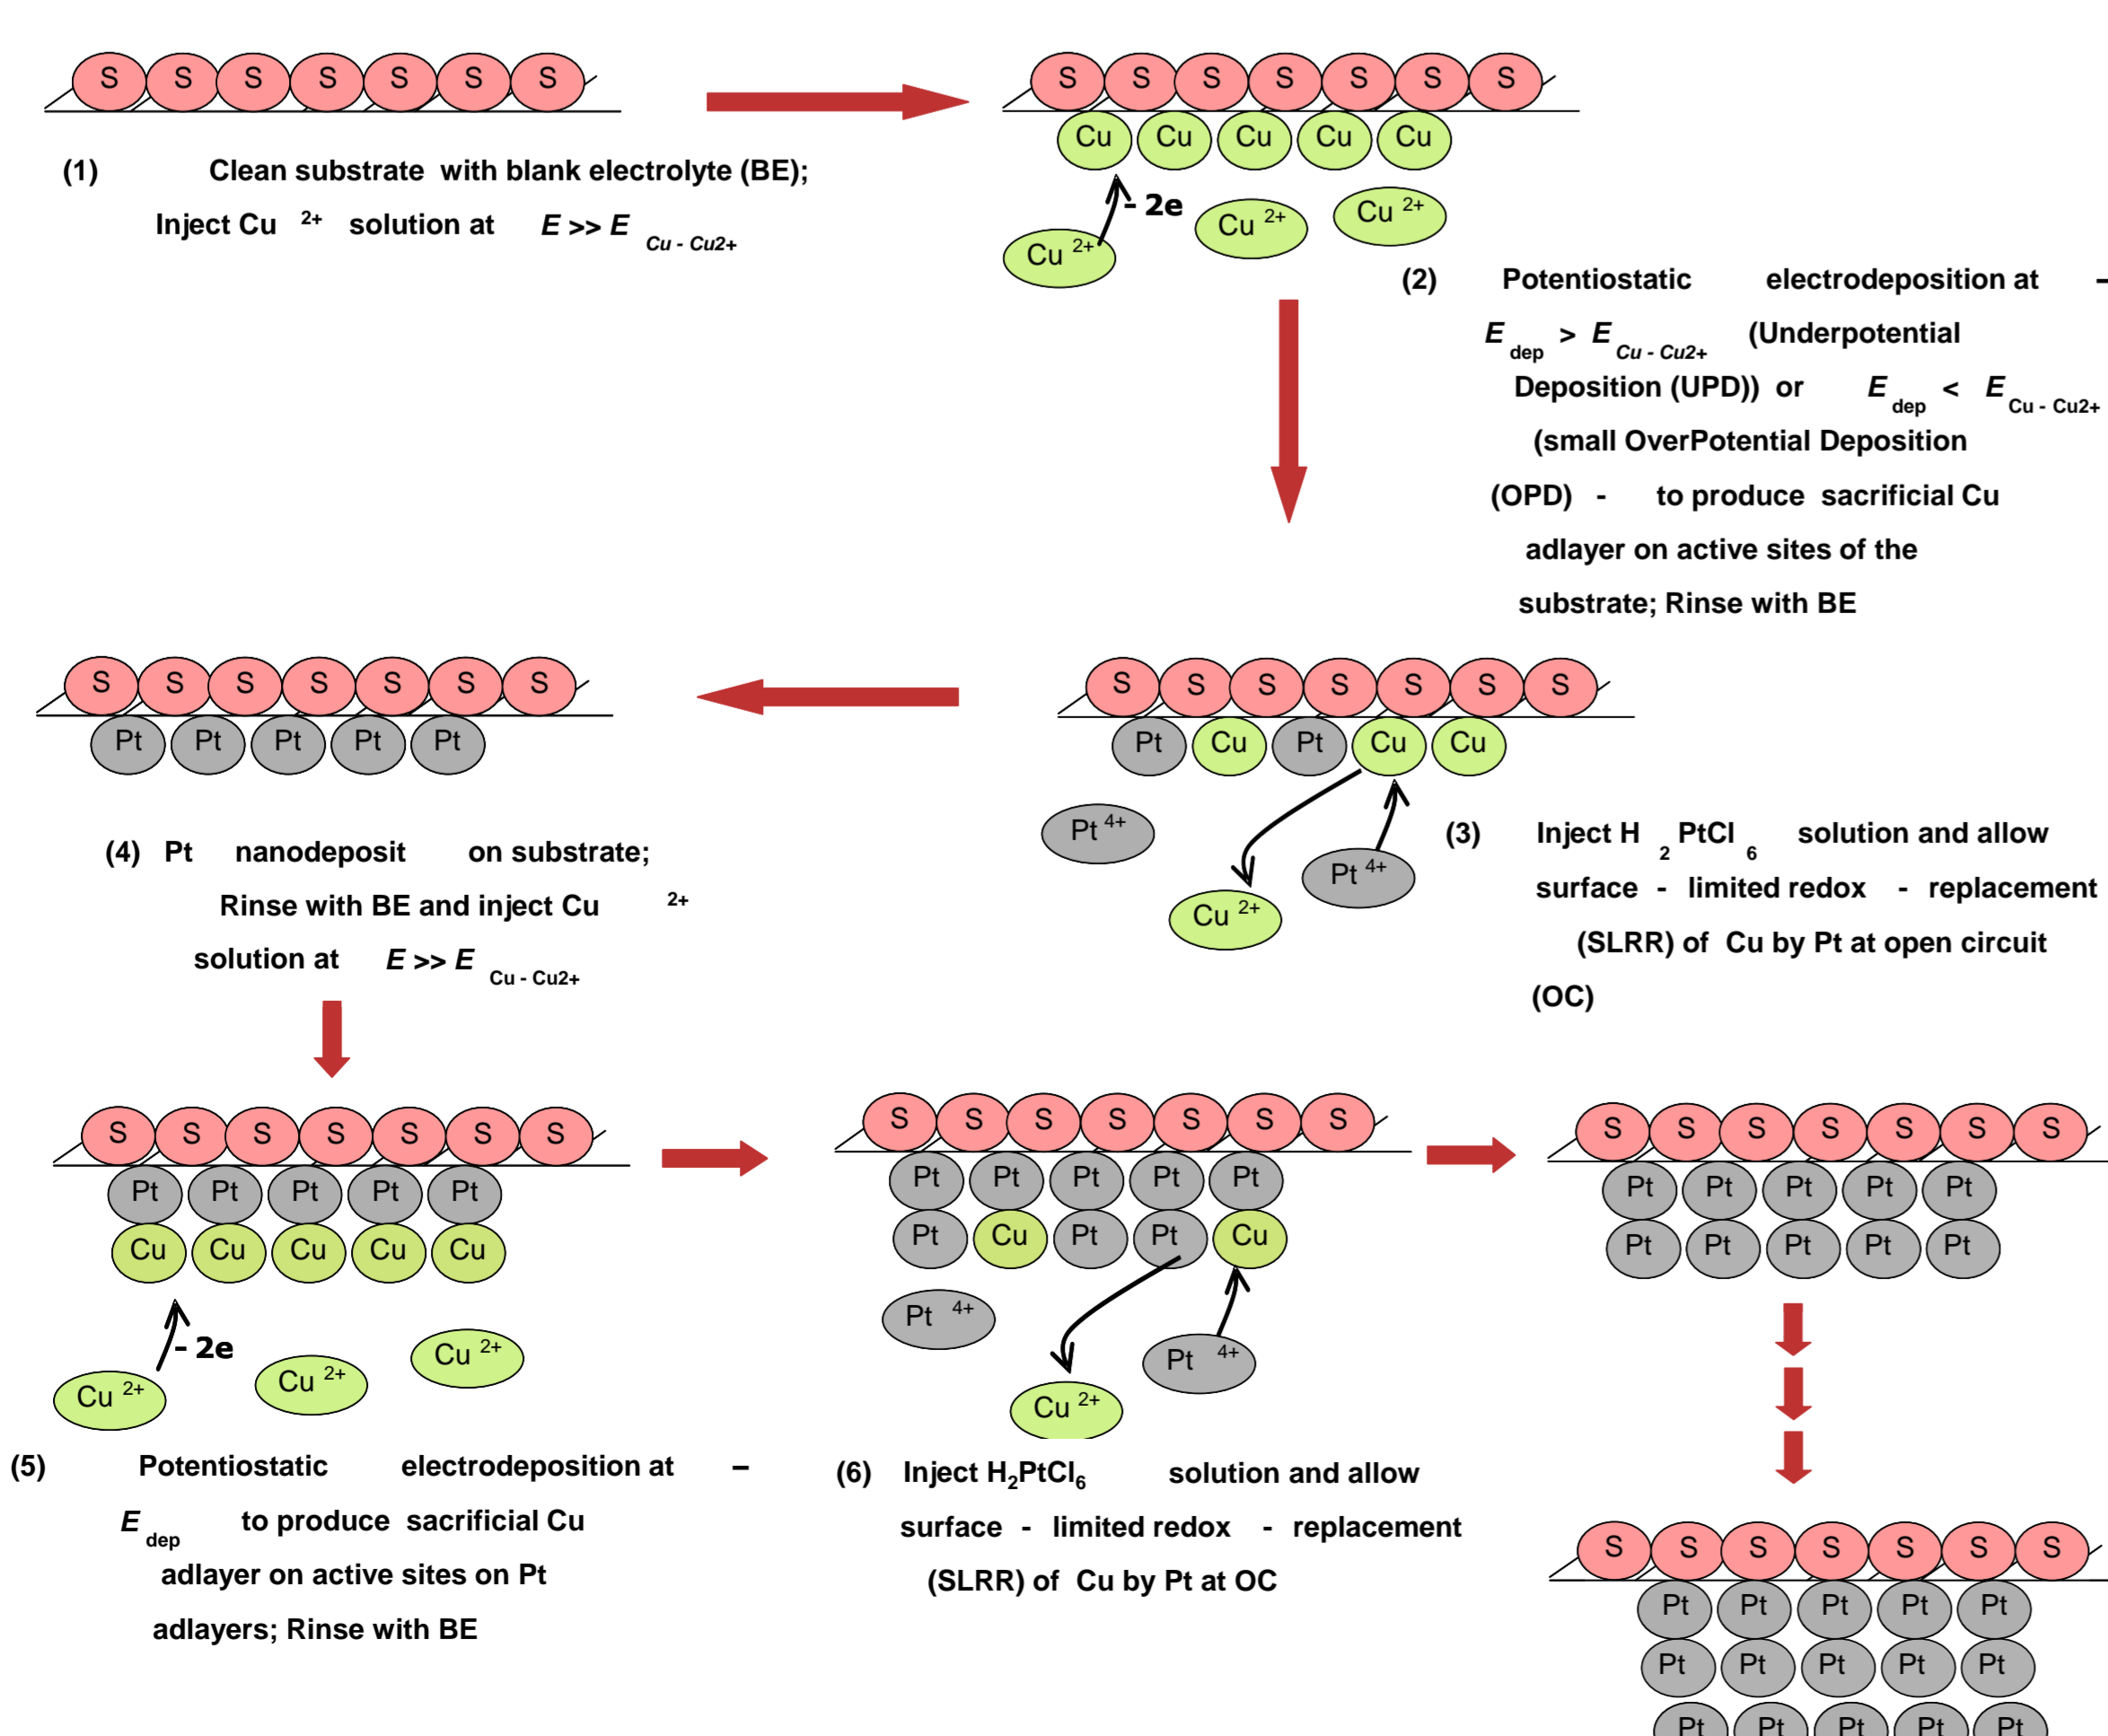 S S S S S S S
(1) Clean substrate with blank electrolyte (BE);
Inject Cu 2+ solution at E >> E Cu - Cu2+
S S S S S S S
Cu Cu Cu Cu Cu
- 2e
Cu 2+ Cu 2+ Cu 2+
(2) Potentiostatic electrodeposition at –
E dep > E Cu - Cu2+ (Underpotential
Deposition (UPD)) or E dep < E Cu - Cu2+
(small OverPotential Deposition
(OPD) - to produce sacrificial Cu
adlayer on active sites of the
substrate; Rinse with BE
S S S S S S S
Pt Cu Pt Cu Cu
Pt 4+ Pt 4+
Cu 2+
(3) Inject H 2 PtCl 6 solution and allow
surface - limited redox - replacement
(SLRR) of Cu by Pt at open circuit
(OC)
S S S S S S S
Pt Pt Pt Pt Pt
(4) Pt nanodeposit on substrate;
Rinse with BE and inject Cu 2+
solution at E >> E Cu - Cu2+
S S S S S S S
Pt Pt Pt Pt Pt
Cu Cu Cu Cu Cu
- 2e
Cu 2+ Cu 2+ Cu 2+
(5) Potentiostatic electrodeposition at –
E dep to produce sacrificial Cu
adlayer on active sites on Pt
adlayers; Rinse with BE
S S S S S S S
Pt Pt Pt Pt Pt
Pt Cu Pt Pt Cu
Pt 4+ Pt 4+
Cu 2+
(6) Inject H2PtCl6 solution and allow
surface - limited redox - replacement
(SLRR) of Cu by Pt at OC
S S S S S S S
Pt Pt Pt Pt Pt
Pt Pt Pt Pt Pt
S S S S S S S
Pt Pt Pt Pt Pt
Pt Pt Pt Pt Pt
Pt Pt Pt Pt Pt